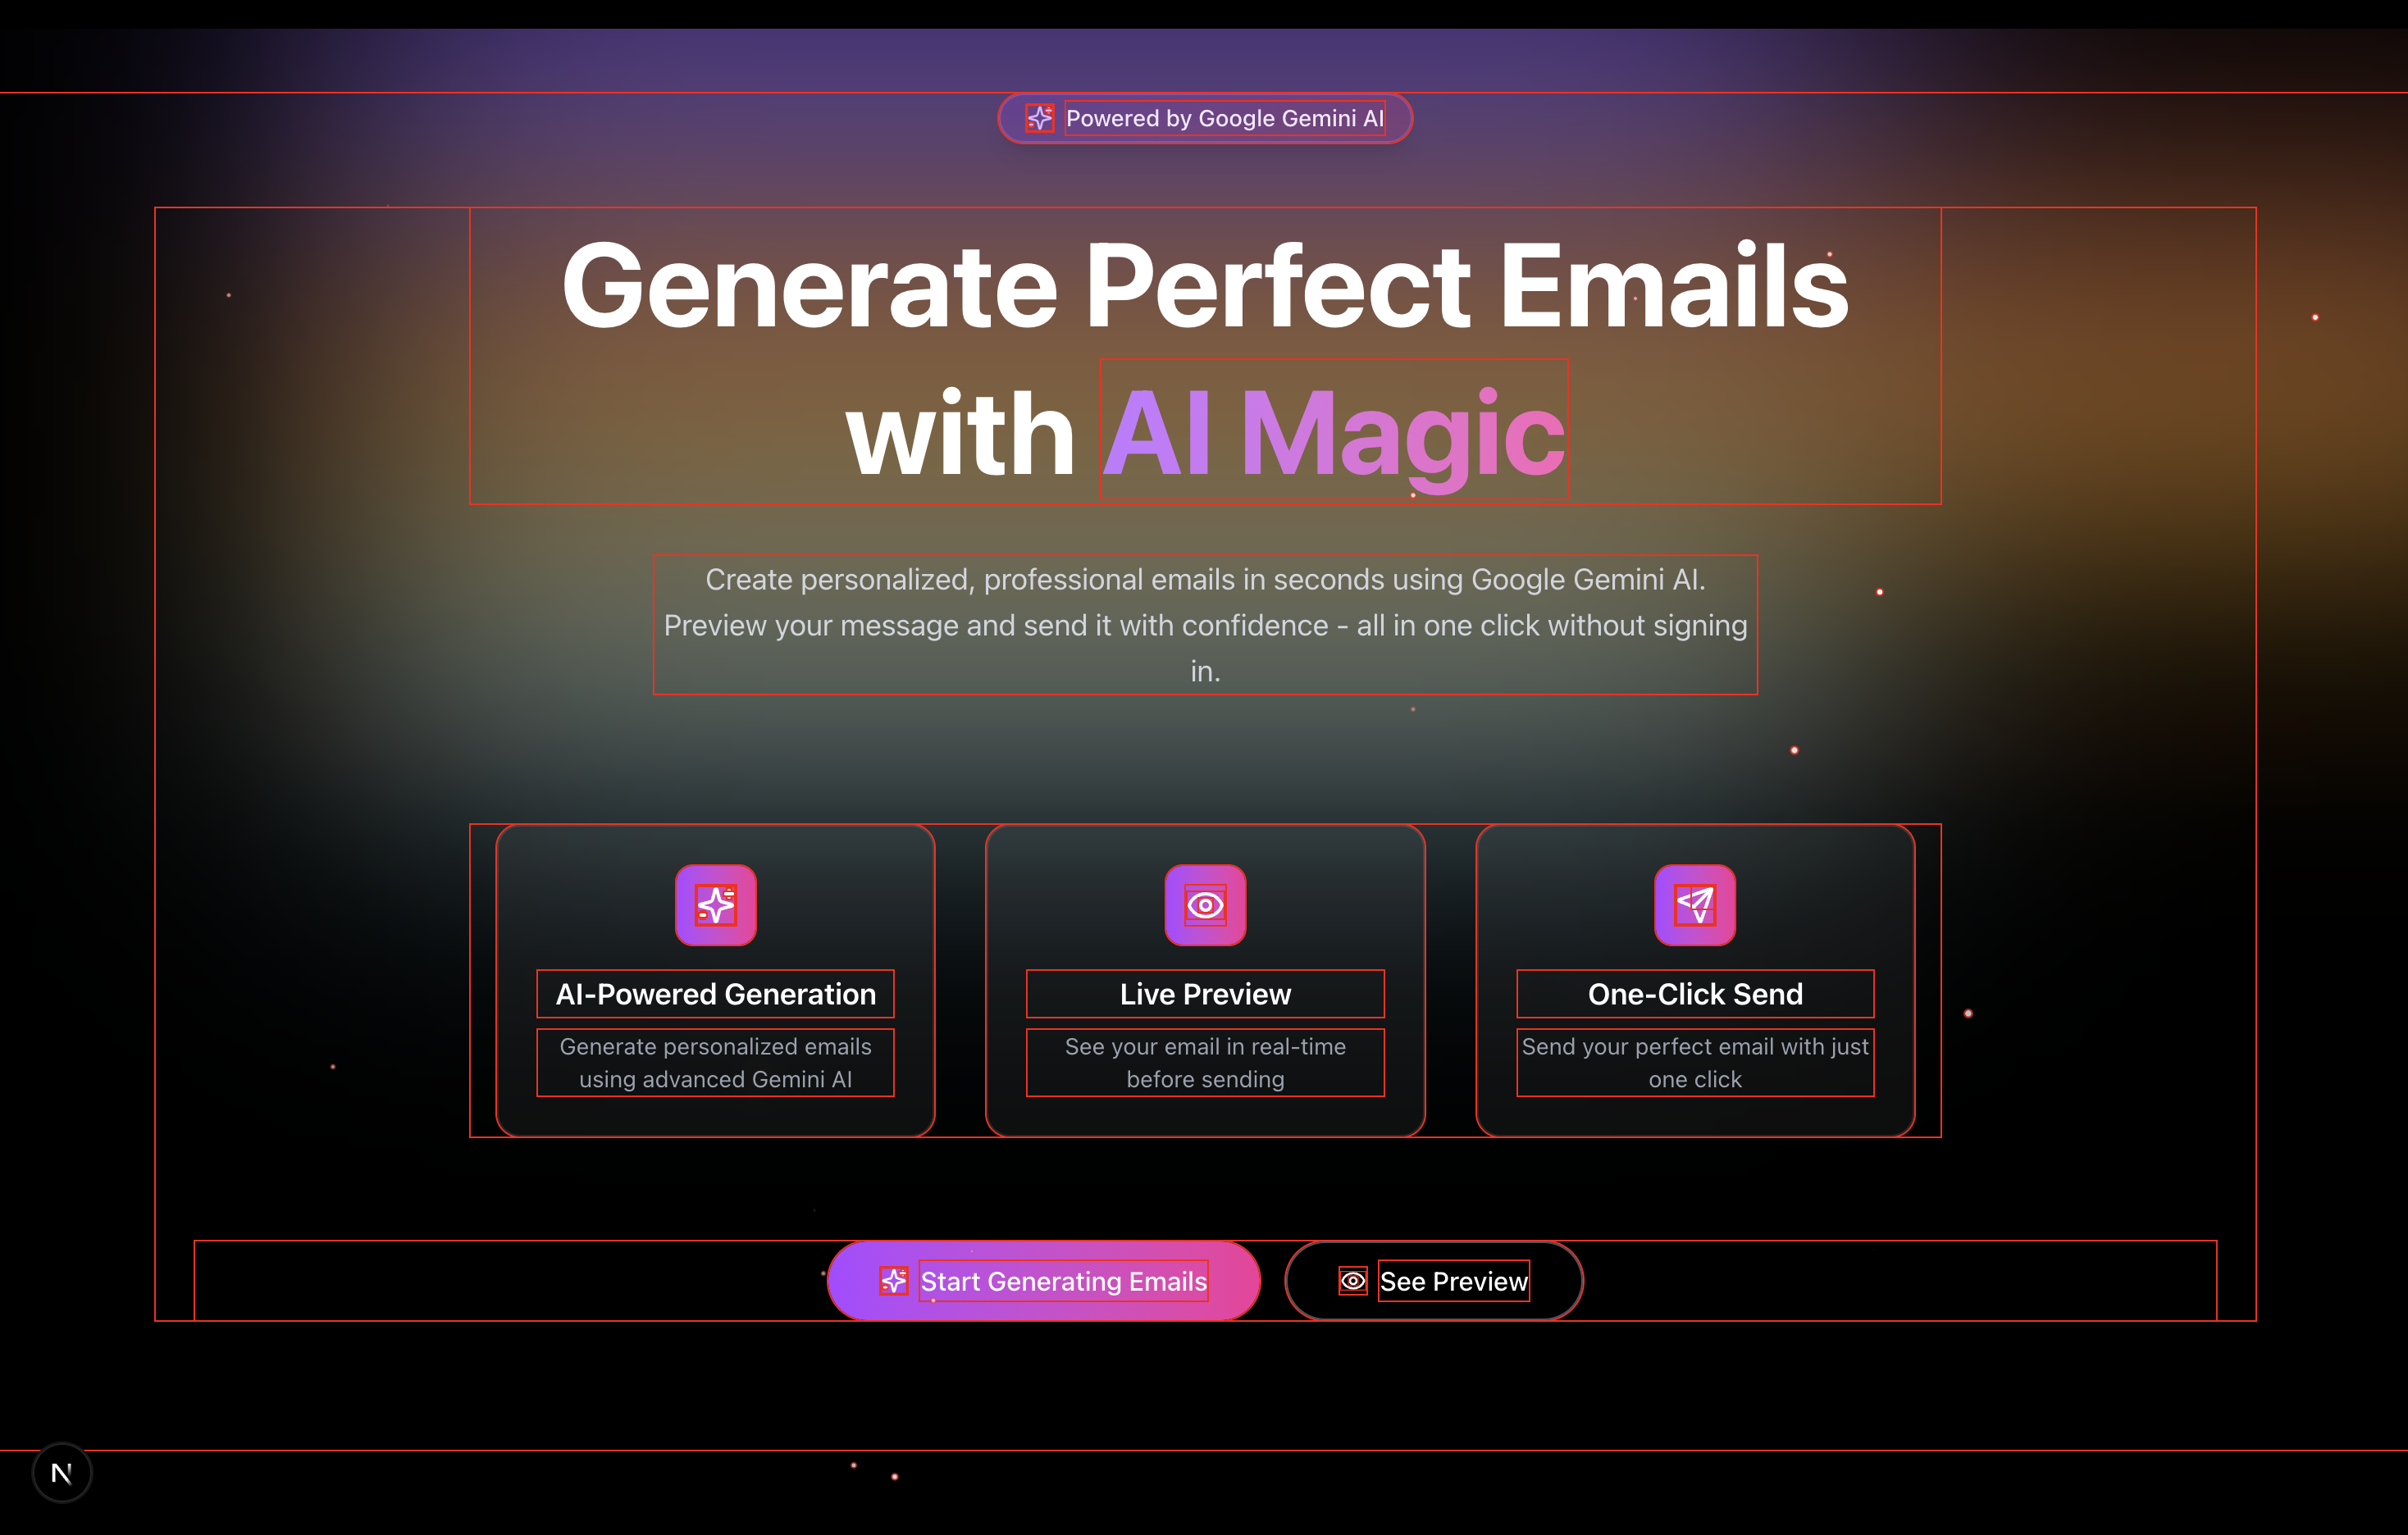 Powered by Google Gemini AI
Generate Perfect Emails
with AI Magic
Create personalized, professional emails in seconds using Google Gemini AI.
Preview your message and send it with confidence - all in one click without signing
in.
AI-Powered Generation
Generate personalized emails
using advanced Gemini AI
Live Preview
See your email in real-time
before sending
One-Click Send
Send your perfect email with just
one click
Start Generating Emails
See Preview
N